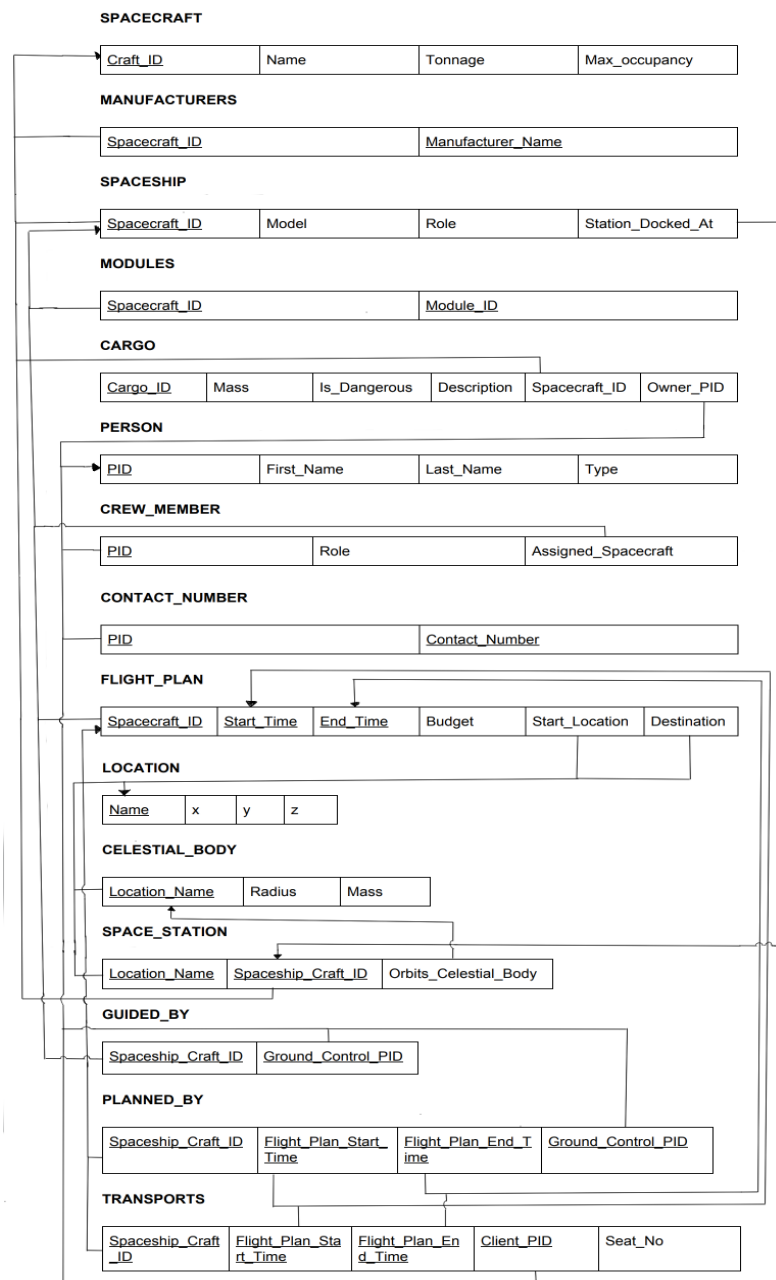 SPACECRAFT
Craft_ID Name Tonnage Max_occupancy
MANUFACTURERS
Spacecraft_ID Manufacturer_Name
SPACESHIP
Spacecraft_ID Model Role Station_Docked_At
MODULES
Spacecraft_ID Module_ID
CARGO
Cargo_ID Mass Is_Dangerous Description Spacecraft_ID Owner_PID
PERSON
PID First_Name Last_Name Type
CREW_MEMBER
PID Role Assigned_Spacecraft
CONTACT_NUMBER
PID Contact_Number
FLIGHT_PLAN
Spacecraft_ID Start_Time End_Time Budget Start_Location Destination
LOCATION
Name x y z
CELESTIAL_BODY
Location_Name Radius Mass
SPACE_STATION
Location_Name Spaceship_Craft_ID Orbits_Celestial_Body
GUIDED_BY
Spaceship_Craft_ID Ground_Control_PID
PLANNED_BY
Spaceship_Craft_ID Flight_Plan_Start_ Flight_Plan_End_T Ground_Control_PID
Time ime
TRANSPORTS
Spaceship_Craft Flight_Plan_Sta Flight_Plan_En Client_PID Seat_No
_ID rt_Time d_Time